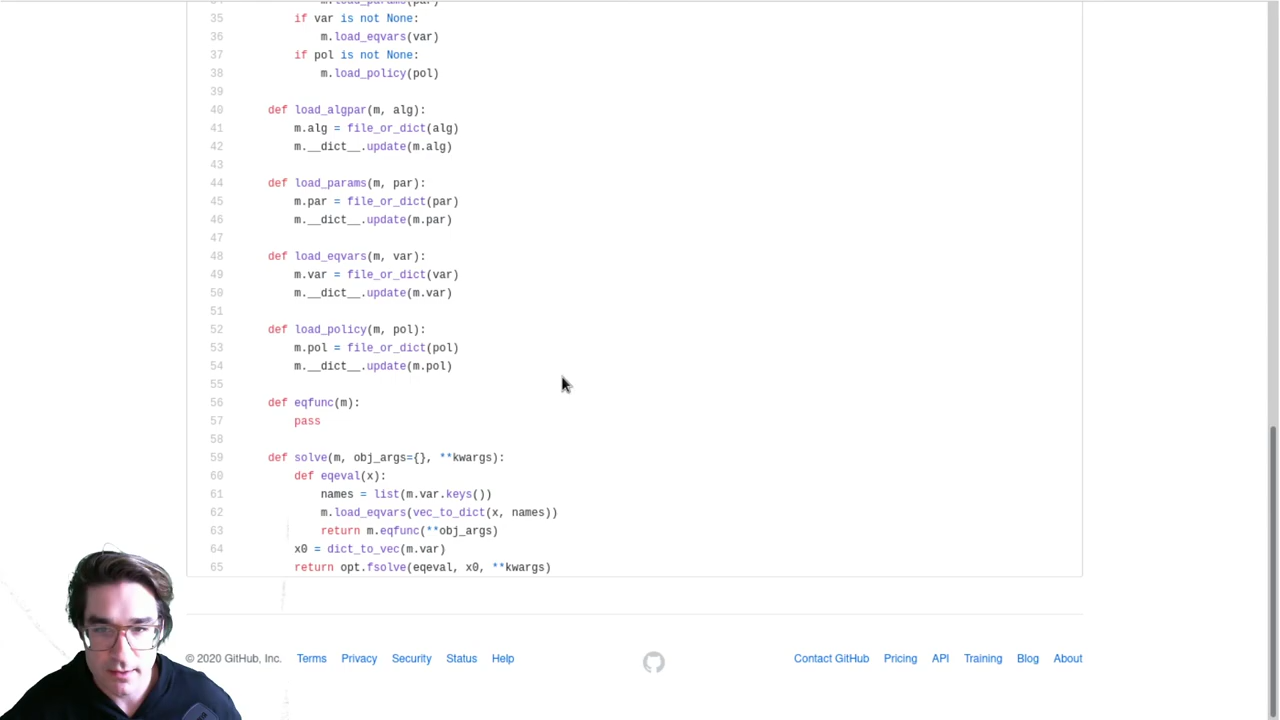 34 m.load_params(par)
35 if var is not None:
36 m.load_eqvars(var)
37 if pol is not None:
38 m.load_policy(pol)
39
40 def load_algpar(m, alg):
41 m.alg = file_or_dict(alg)
42 m.__dict__.update(m.alg)
43
44 def load_params(m, par):
45 m.par = file_or_dict(par)
46 m.__dict__.update(m.par)
47
48 def load_eqvars(m, var):
49 m.var = file_or_dict(var)
50 m.__dict__.update(m.var)
51
52 def load_policy(m, pol):
53 m.pol = file_or_dict(pol)
54 m.__dict__.update(m.pol)
55
56 def eqfunc(m):
57 pass
58
59 def solve(m, obj_args={}, **kwargs):
60 def eqeval(x):
61 names = list(m.var.keys())
62 m.load_eqvars(vec_to_dict(x, names))
63 return m.eqfunc(**obj_args)
64 x0 = dict_to_vec(m.var)
65 return opt.fsolve(eqeval, x0, **kwargs)
© 2020 GitHub, Inc. Terms Privacy Security Status Help Contact GitHub Pricing API Training Blog About